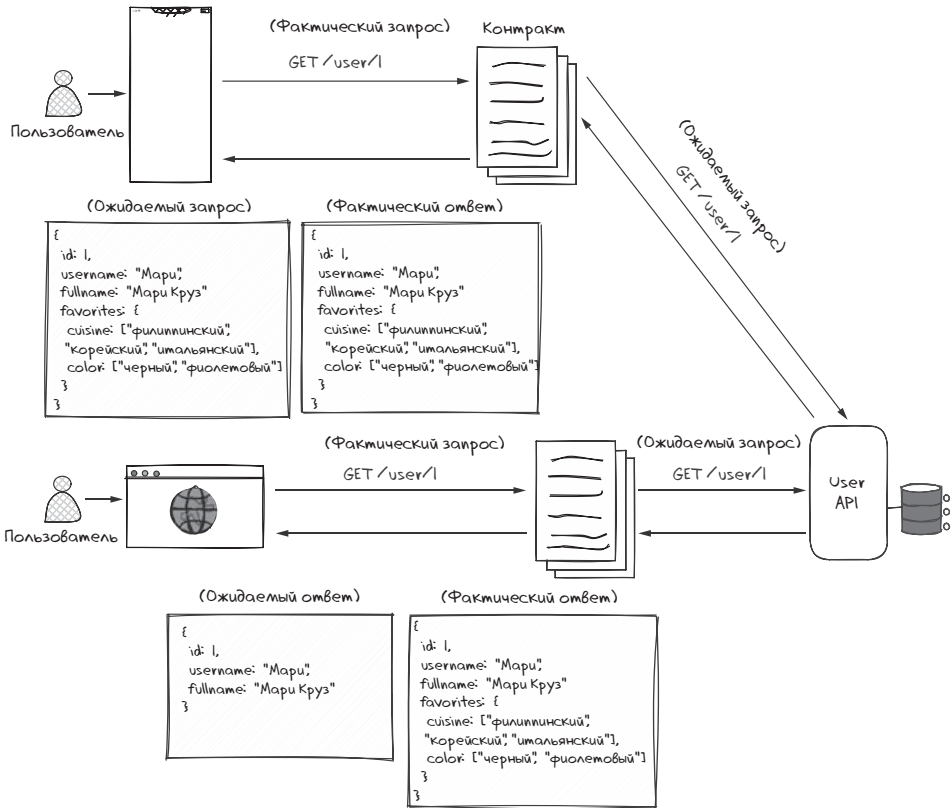 (Фактический запрос)
Контракт
GET /user/1
Пользователь
(Ожидаемый запрос)
GET /user/1
(Ожидаемый запрос)
{
id: 1,
username: "Мари",
fullname: "Мари Круз"
favorites: {
cuisine: ["филиппинский",
"корейский", "итальянский"],
color: ["черный", "фиолетовый"]
}
}
(Фактический ответ)
{
id: 1,
username: "Мари",
fullname: "Мари Круз"
favorites: {
cuisine: ["филиппинский",
"корейский", "итальянский"],
color: ["черный", "фиолетовый"]
}
}
(Фактический запрос)
GET /user/1
(Ожидаемый запрос)
GET /user/1
User
API
Пользователь
(Ожидаемый ответ)
{
id: 1,
username: "Мари",
fullname: "Мари Круз"
}
(Фактический ответ)
{
id: 1,
username: "Мари",
fullname: "Мари Круз"
favorites: {
cuisine: ["филиппинский",
"корейский", "итальянский"],
color: ["черный", "фиолетовый"]
}
}